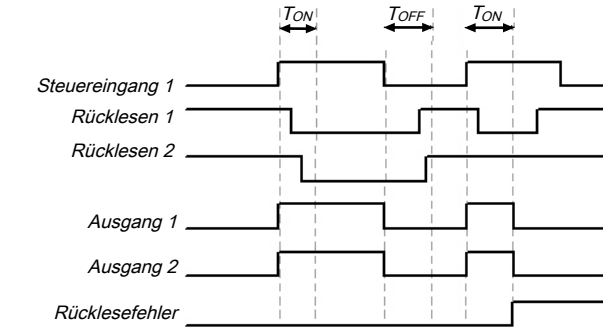 TON TOFF TON
Steuereingang 1
Rücklesen 1
Rücklesen 2
Ausgang 1
Ausgang 2
Rücklesefehler